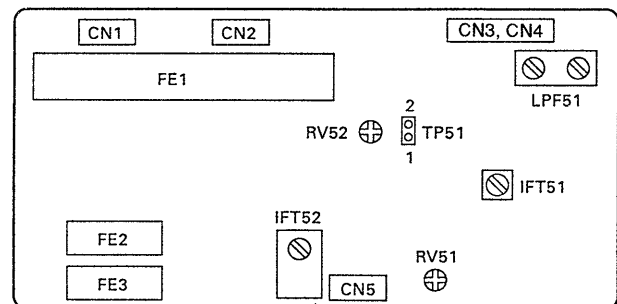 CN1 CN2 CN3, CN4
FE1
LPF51
2
RV52 TP51
1
IFT51
IFT52
FE2
RV51
FE3 CN5